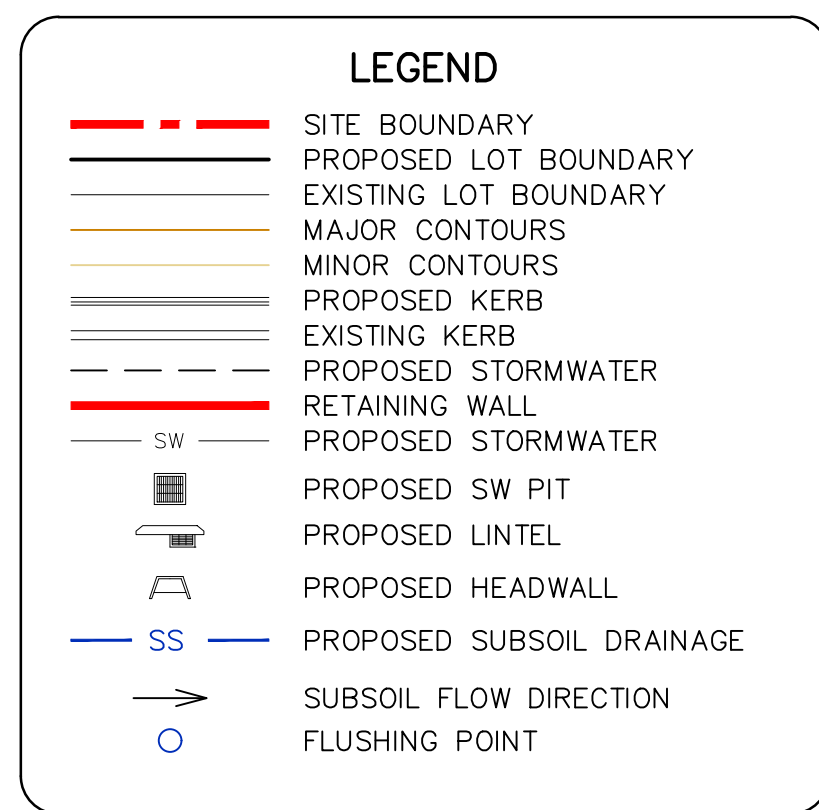 LEGEND
SITE BOUNDARY
PROPOSED LOT BOUNDARY
EXISTING LOT BOUNDARY
MAJOR CONTOURS
MINOR CONTOURS
PROPOSED KERB
EXISTING KERB
PROPOSED STORMWATER
RETAINING WALL
SW PROPOSED STORMWATER
PROPOSED SW PIT
PROPOSED LINTEL
PROPOSED HEADWALL
SS PROPOSED SUBSOIL DRAINAGE
SUBSOIL FLOW DIRECTION
FLUSHING POINT